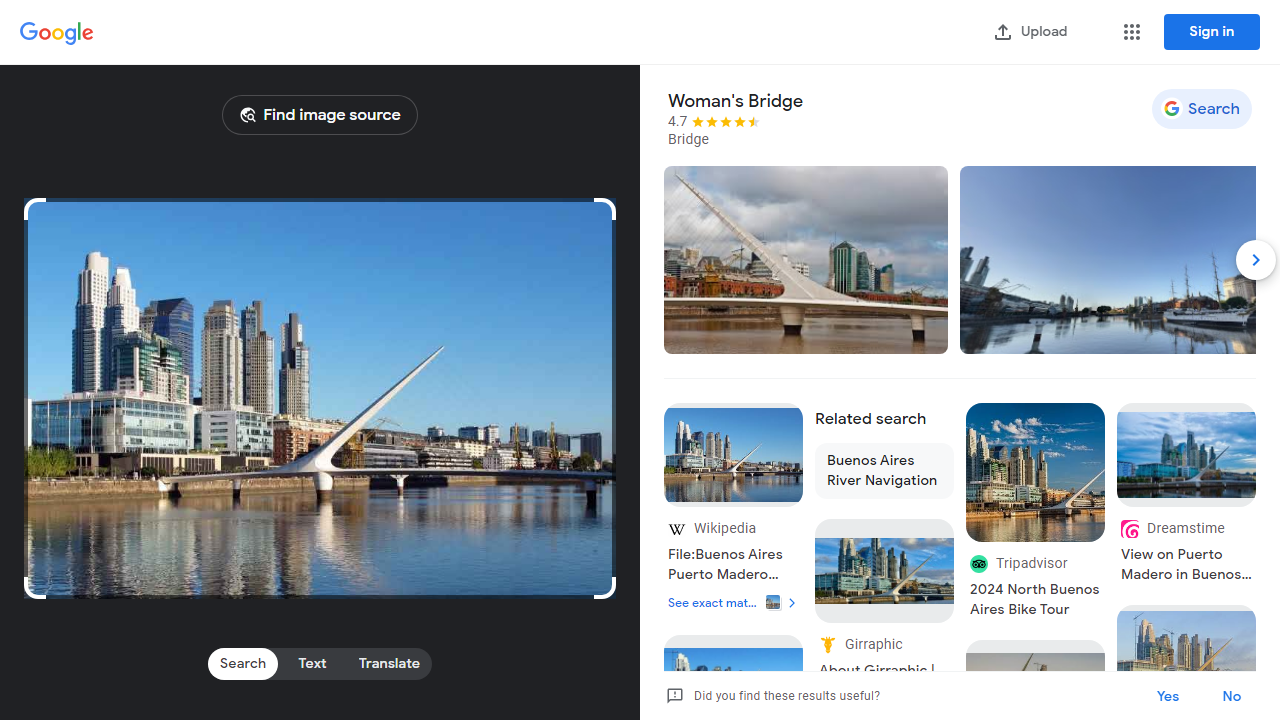 Google
Upload
Sign in
Find image source
Woman's Bridge
4.7
Bridge
Search
Related search
Buenos Aires
River Navigation
Wikipedia
File:Buenos Aires
Puerto Madero...
See exact mat...
Girraphic
About Girraphic |
Tripadvisor
2024 North Buenos
Aires Bike Tour
Dreamstime
View on Puerto
Madero in Buenos...
Search
Text
Translate
Did you find these results useful?
Yes
No